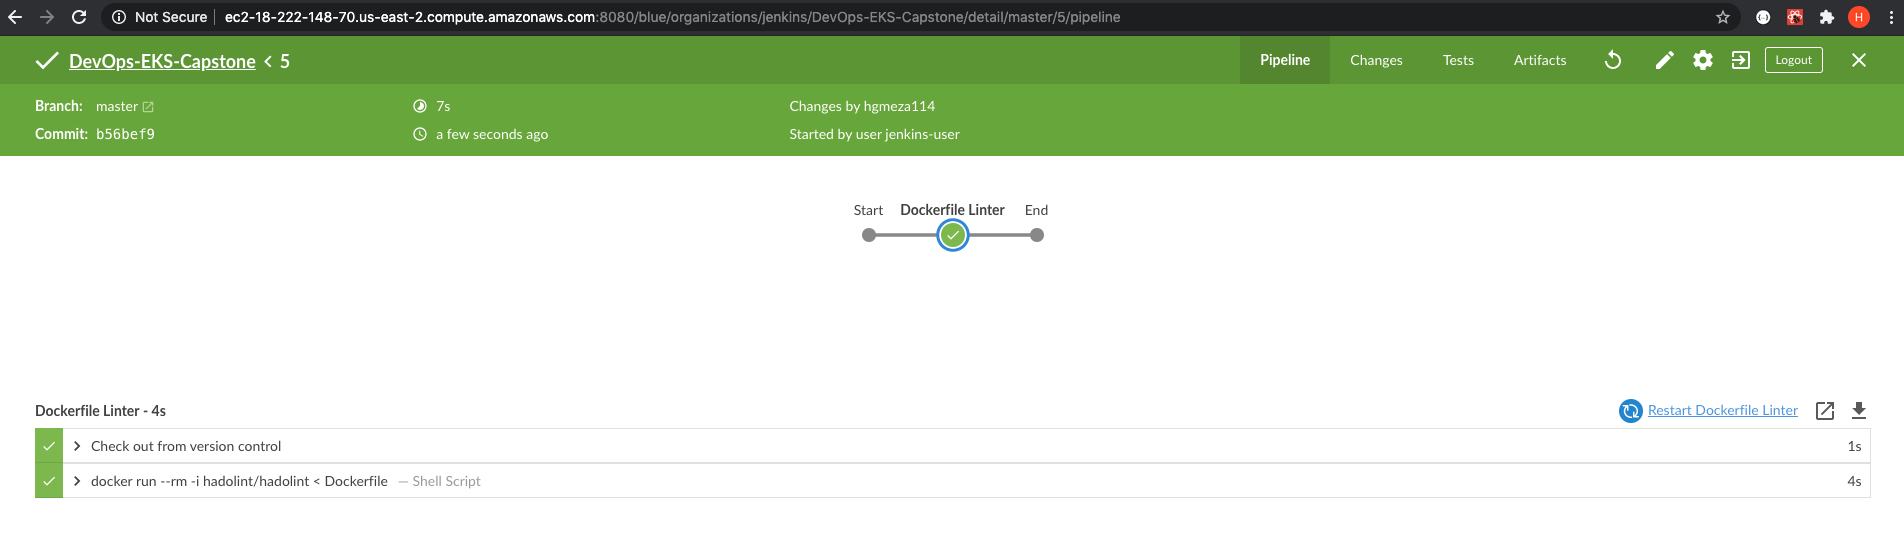 Not Secure ec2-18-222-148-70.us-east-2.compute.amazonaws.com:8080/blue/organizations/jenkins/DevOps-EKS-Capstone/detail/master/5/pipeline H
DevOps-EKS-Capstone < 5 Pipeline Changes Tests Artifacts Logout
Branch: master 7s Changes by hgmeza114
Commit: b56bef9 a few seconds ago Started by user jenkins-user
Start Dockerfile Linter End
Dockerfile Linter - 4s Restart Dockerfile Linter
Check out from version control 1s
docker run --rm -i hadolint/hadolint < Dockerfile — Shell Script 4s